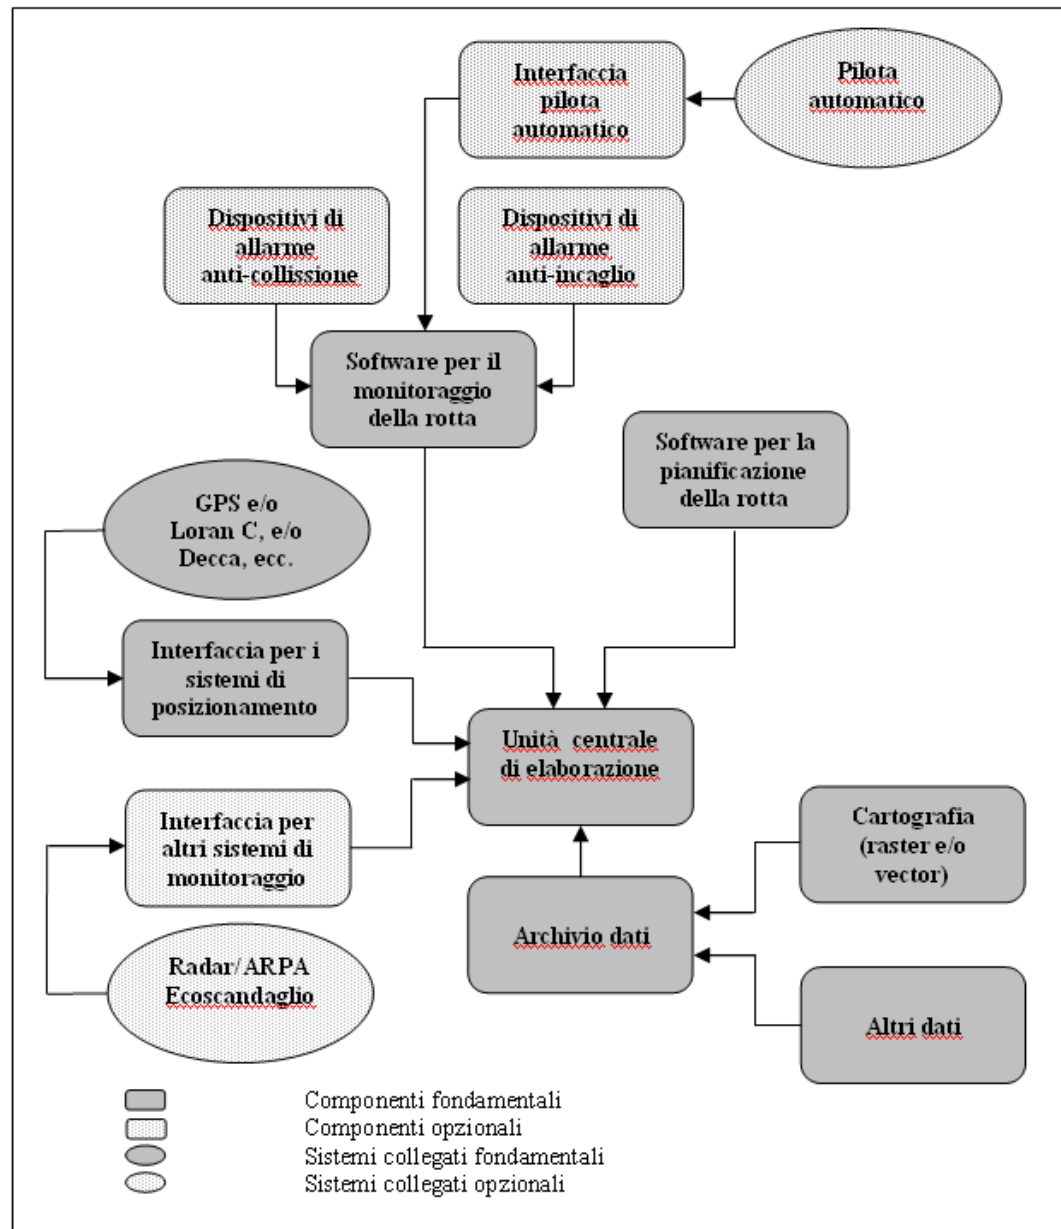 Interfaccia
pilota
automatico
Pilota
automatico
Dispositivi di
allarme
anti-collissione
Dispositivi di
allarme
anti-incaglio
Software per il
monitoraggio
della rotta
Software per la
pianificazione
della rotta
GPS e/o
Loran C, e/o
Decca, ecc.
Interfaccia per i
sistemi di
posizionamento
Unità centrale
di elaborazione
Interfaccia per
altri sistemi di
monitoraggio
Cartografia
(raster e/o
vector)
Archivio dati
Radar/ARPA
Ecoscandaglio
Altri dati
Componenti fondamentali
Componenti opzionali
Sistemi collegati fondamentali
Sistemi collegati opzionali